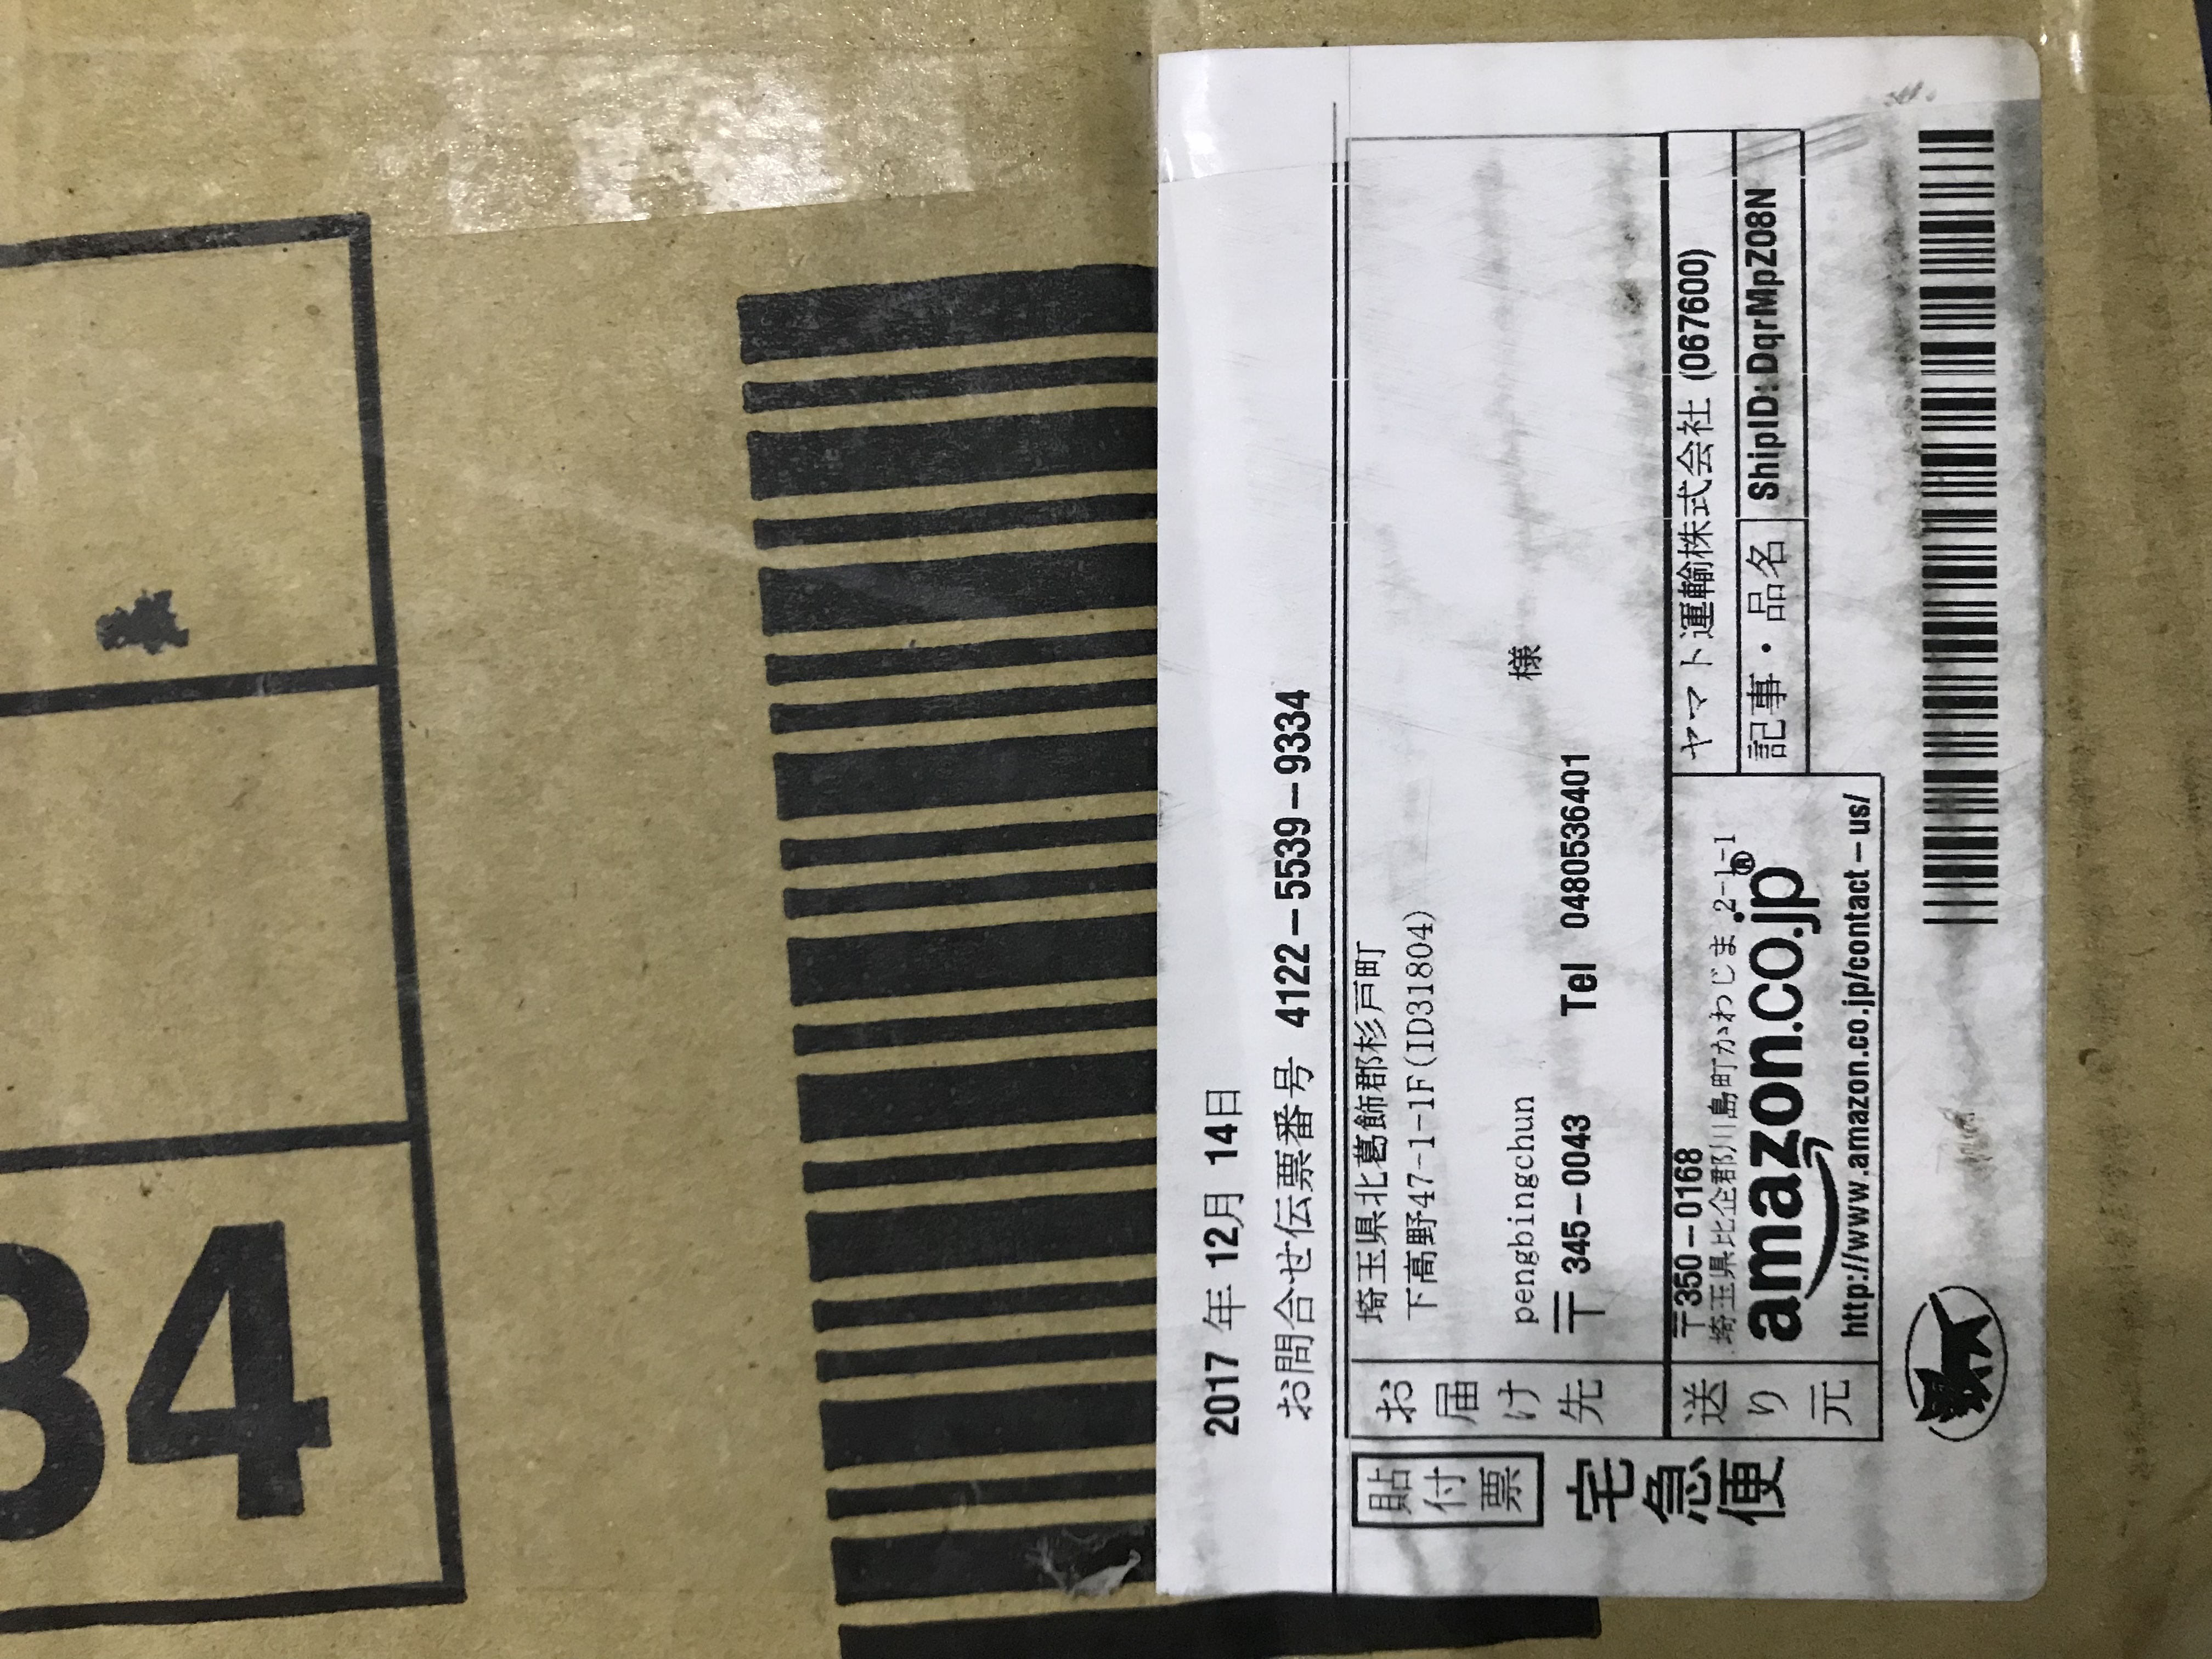 2017 年 12月 14日
お問合せ伝票番号 4122-5539-9334
貼付票
宅急便
お届け先
埼玉県北葛飾郡杉戸町
下高野47-1-1F(ID31804)
pengbingchun 様
〒 345-0043 Tel 0480536401
送り元
〒350-0168
埼玉県比企郡川島町かわじま 2-1-1
amazon.co.jp®
http://www.amazon.co.jp/contact-us/
ヤマト運輸株式会社 (067600)
記事・品名 ShipID: DqrMpZ08N
34